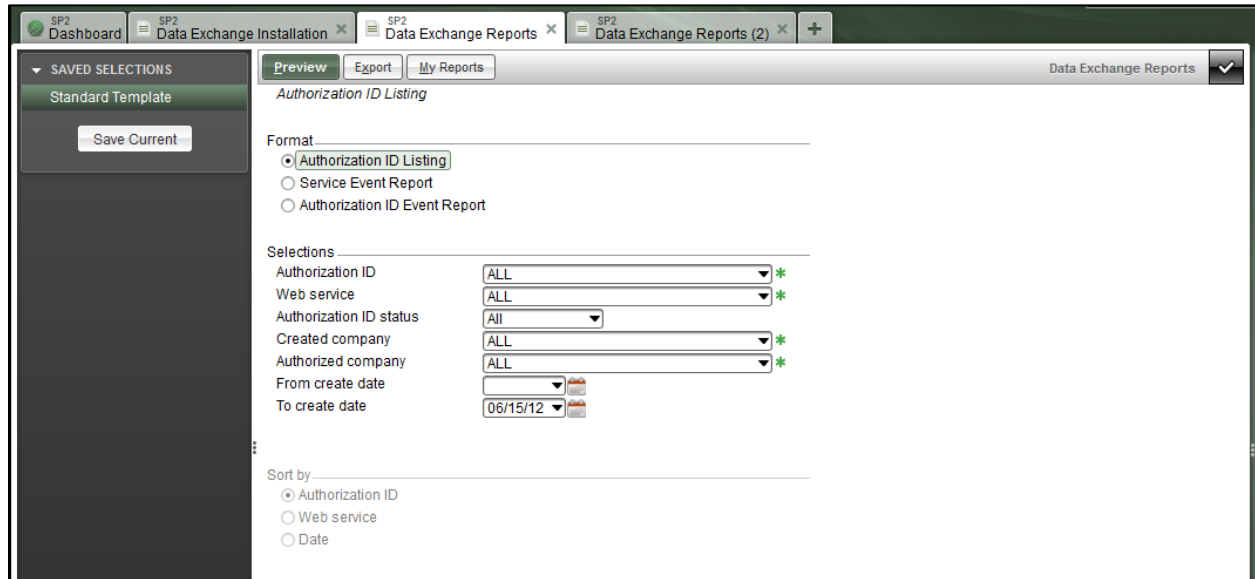 SP2 SP2 SP2 SP2
Dashboard Data Exchange Installation × Data Exchange Reports × Data Exchange Reports (2) × +
SAVED SELECTIONS
Standard Template
Save Current
Preview Export My Reports Data Exchange Reports
Authorization ID Listing
Format
Authorization ID Listing
Service Event Report
Authorization ID Event Report
Selections
Authorization ID ALL *
Web service ALL *
Authorization ID status All
Created company ALL *
Authorized company ALL *
From create date
To create date 06/15/12
Sort by
Authorization ID
Web service
Date